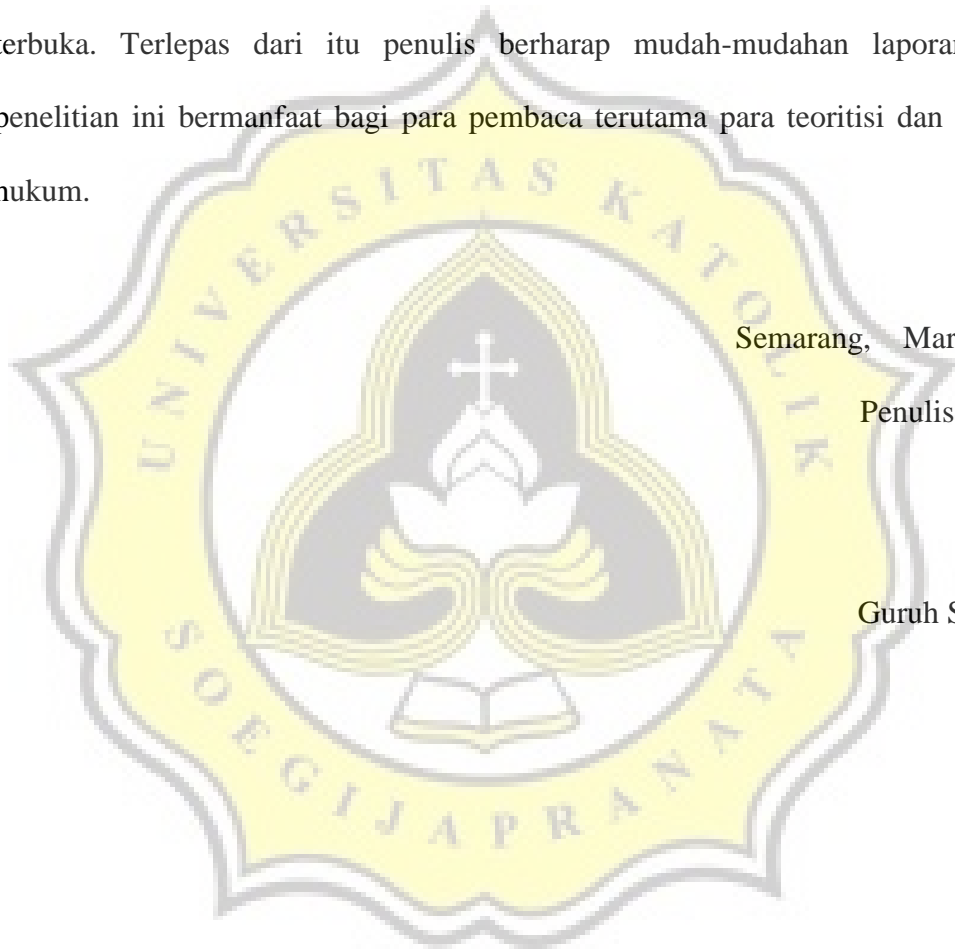 terbuka. Terlepas dari itu penulis berharap mudah-mudahan laporan
penelitian ini bermanfaat bagi para pembaca terutama para teoritisi dan
hukum.
Semarang,
Penulis
Guruh
UNIVERSITAS KATOLIK
SOEGIJAPRANATA